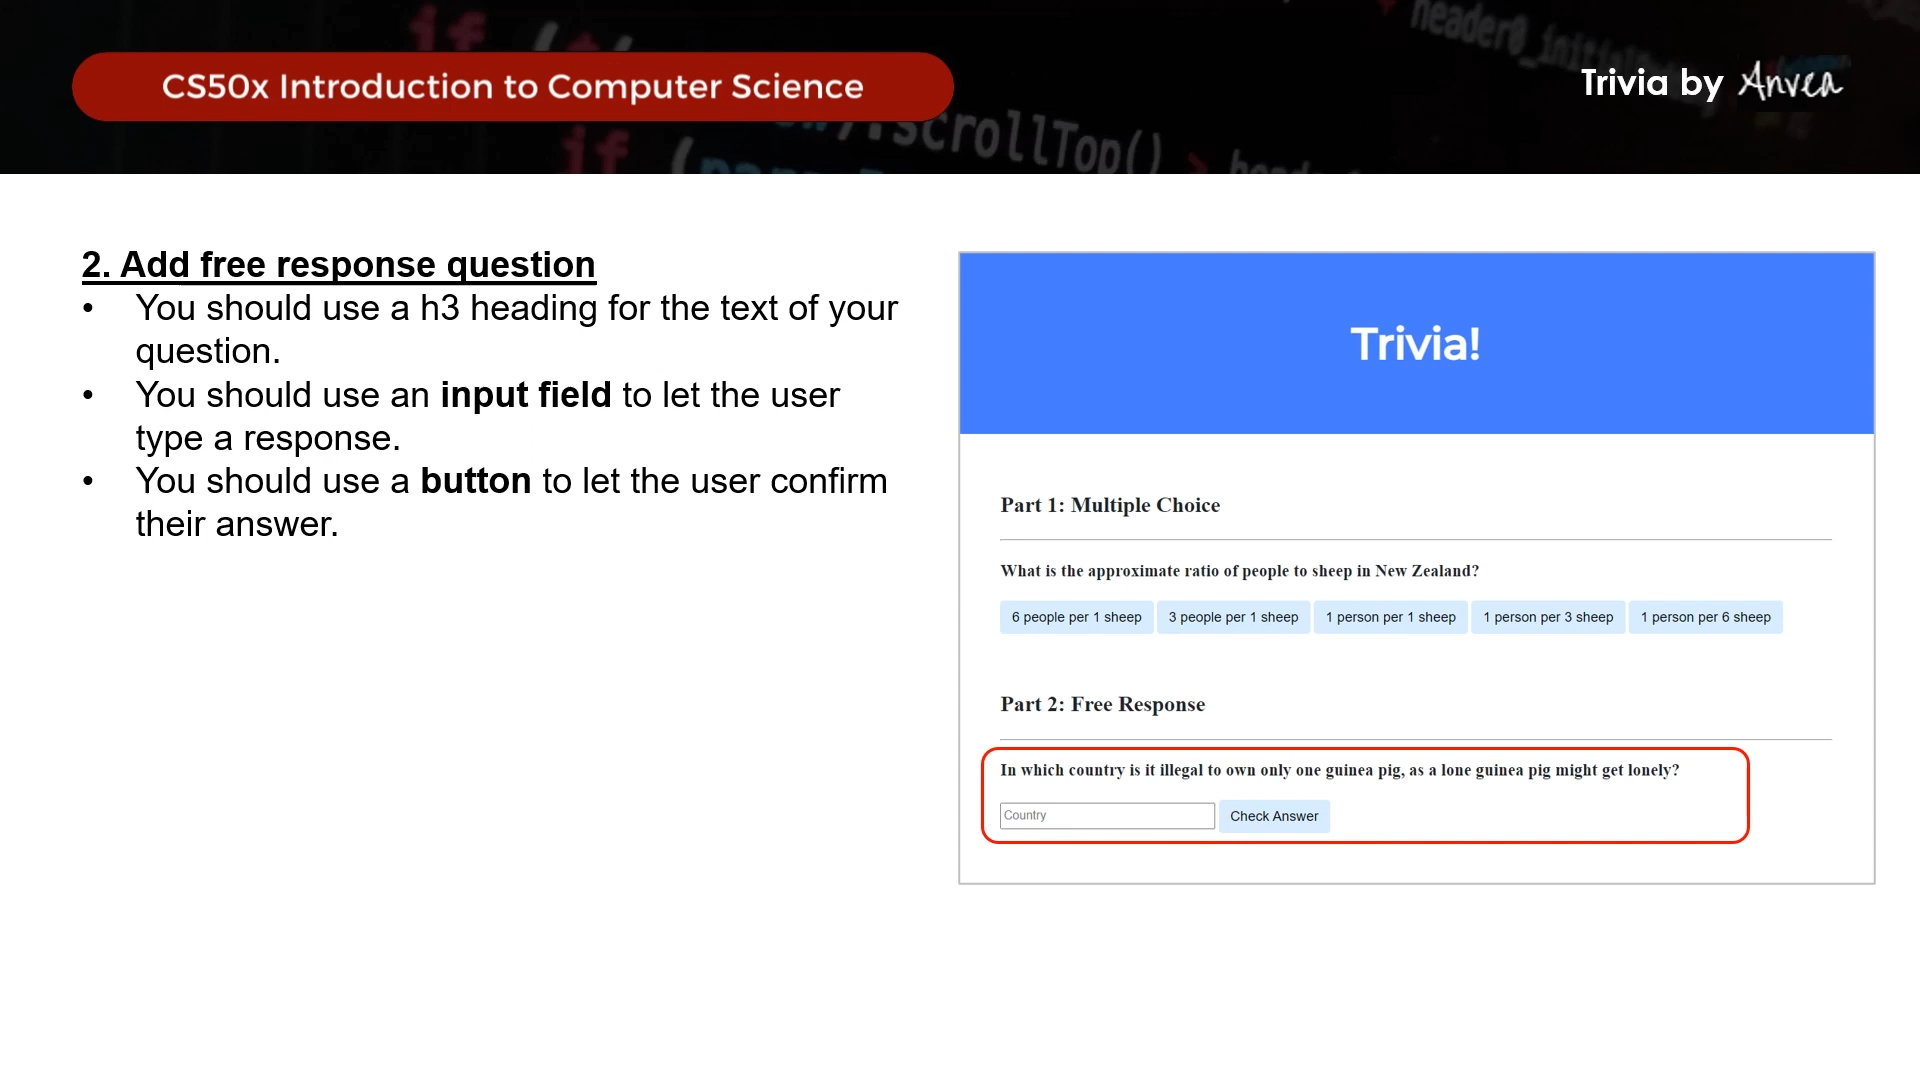 if (
header0_initi
CS50x Introduction to Computer Science
Trivia by Anvea
.scrollTop() >
if (
2. Add free response question
• You should use a h3 heading for the text of your
question.
• You should use an input field to let the user
type a response.
• You should use a button to let the user confirm
their answer.
Trivia!
Part 1: Multiple Choice
What is the approximate ratio of people to sheep in New Zealand?
6 people per 1 sheep 3 people per 1 sheep 1 person per 1 sheep 1 person per 3 sheep 1 person per 6 sheep
Part 2: Free Response
In which country is it illegal to own only one guinea pig, as a lone guinea pig might get lonely?
Country Check Answer